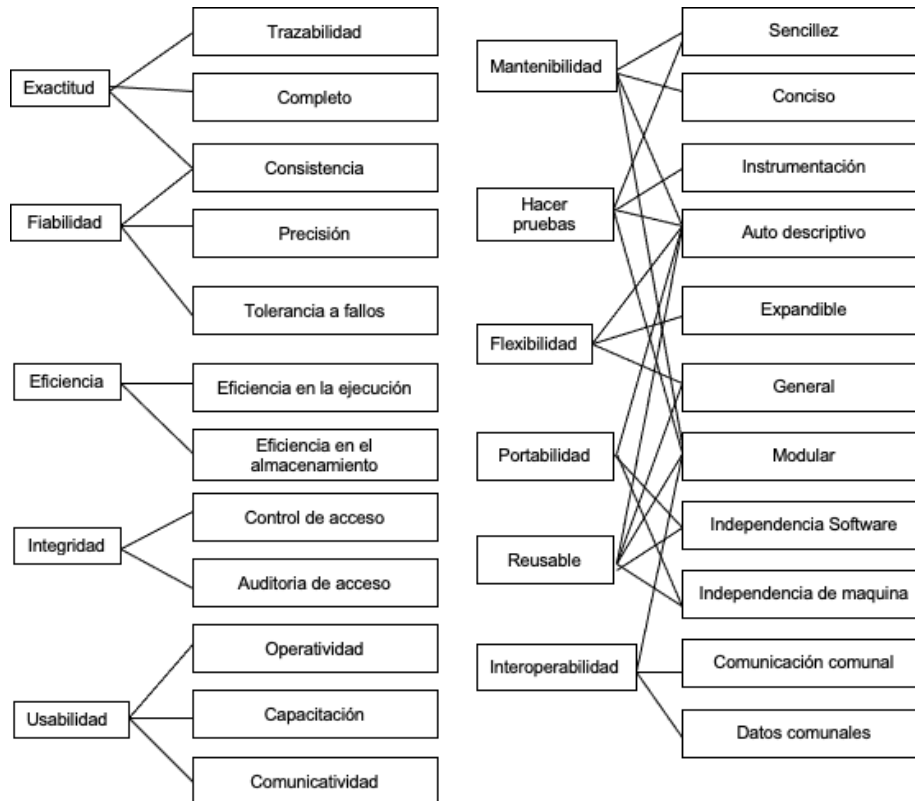 Exactitud
Trazabilidad
Completo
Consistencia
Fiabilidad
Precisión
Tolerancia a fallos
Eficiencia
Eficiencia en la ejecución
Eficiencia en el
almacenamiento
Integridad
Control de acceso
Auditoria de acceso
Usabilidad
Operatividad
Capacitación
Comunicatividad
Mantenibilidad
Sencillez
Conciso
Hacer
pruebas
Instrumentación
Auto descriptivo
Flexibilidad
Expandible
General
Portabilidad
Modular
Independencia Software
Reusable
Independencia de maquina
Interoperabilidad
Comunicación comunal
Datos comunales